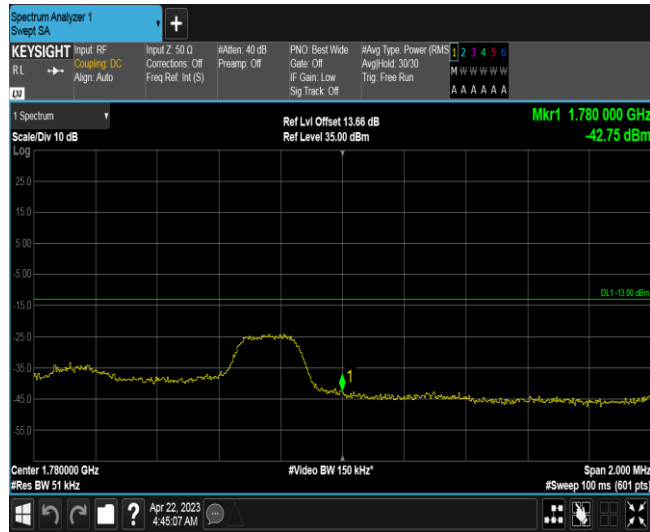 Spectrum Analyzer 1
Swept SA
KEYSIGHT
RL
LXI
Input: RF
Coupling: DC
Align: Auto
Input Z: 50 Ω
Corrections: Off
Freq Ref: Int (S)
#Atten: 40 dB
Preamp: Off
PNO: Best Wide
Gate: Off
IF Gain: Low
Sig Track: Off
#Avg Type: Power (RMS
Avg|Hold: 30/30
Trig: Free Run
1 2 3 4 5 6
M W W W W W
A A A A A A
1 Spectrum
Scale/Div 10 dB
Log
Ref Lvl Offset 13.66 dB
Ref Level 35.00 dBm
Mkr1 1.780 000 GHz
-42.75 dBm
25.0
15.0
5.00
-5.00
DL1 -13.00 dBm
-15.0
-25.0
-35.0
1
-45.0
-55.0
Center 1.780000 GHz
#Res BW 51 kHz
#Video BW 150 kHz*
Span 2.000 MHz
#Sweep 100 ms (601 pts)
?
Apr 22, 2023
4:45:07 AM